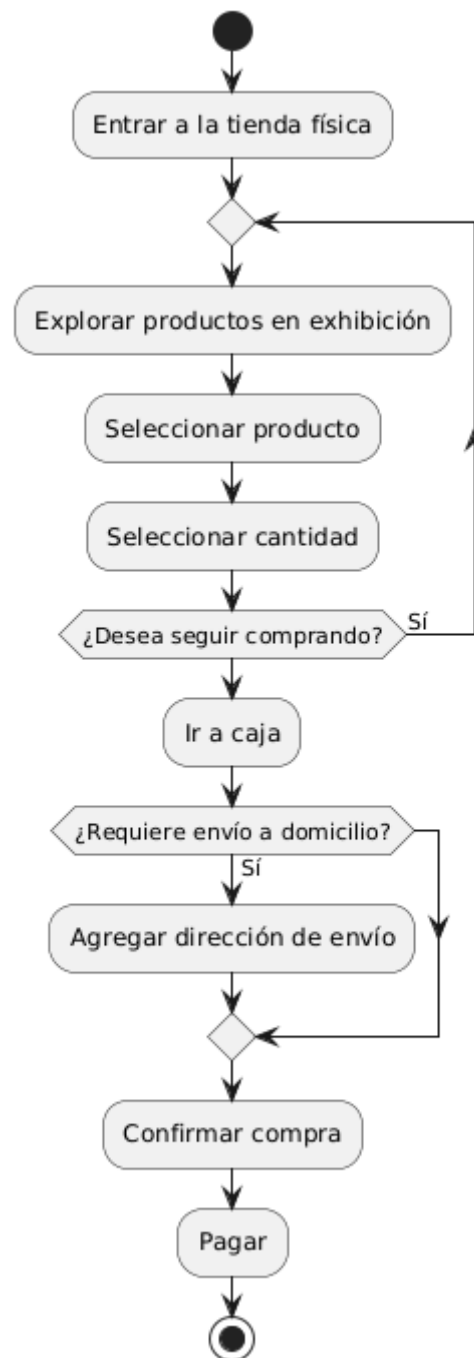 Entrar a la tienda física
Explorar productos en exhibición
Seleccionar producto
Seleccionar cantidad
¿Desea seguir comprando?
Sí
Ir a caja
¿Requiere envío a domicilio?
Sí
Agregar dirección de envío
Confirmar compra
Pagar